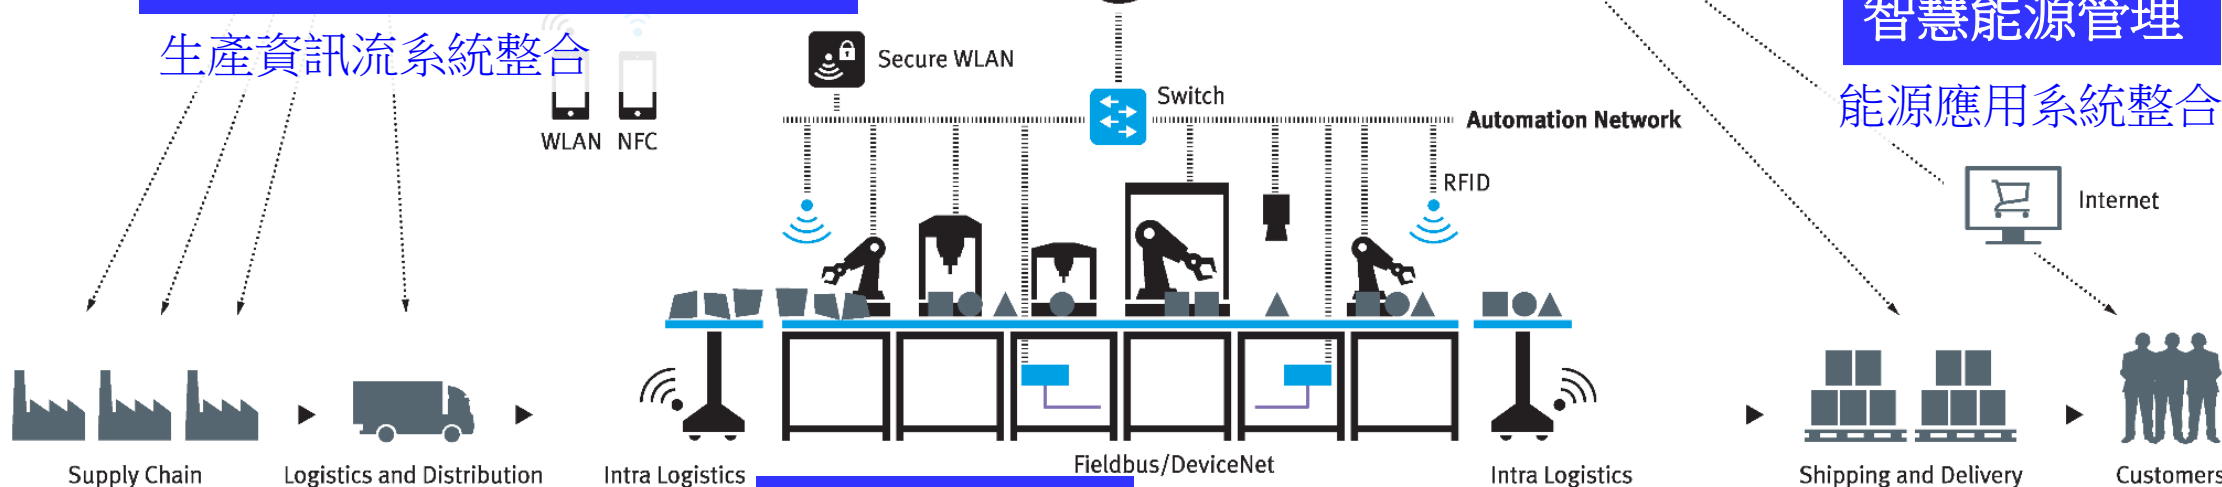 智慧能源管理
生產資訊流系統整合
Secure WLAN
Switch
能源應用系統整合
Automation Network
WLAN
NFC
RFID
Internet
Fieldbus/DeviceNet
Supply Chain
Logistics and Distribution
Intra Logistics
Intra Logistics
Shipping and Delivery
Customers